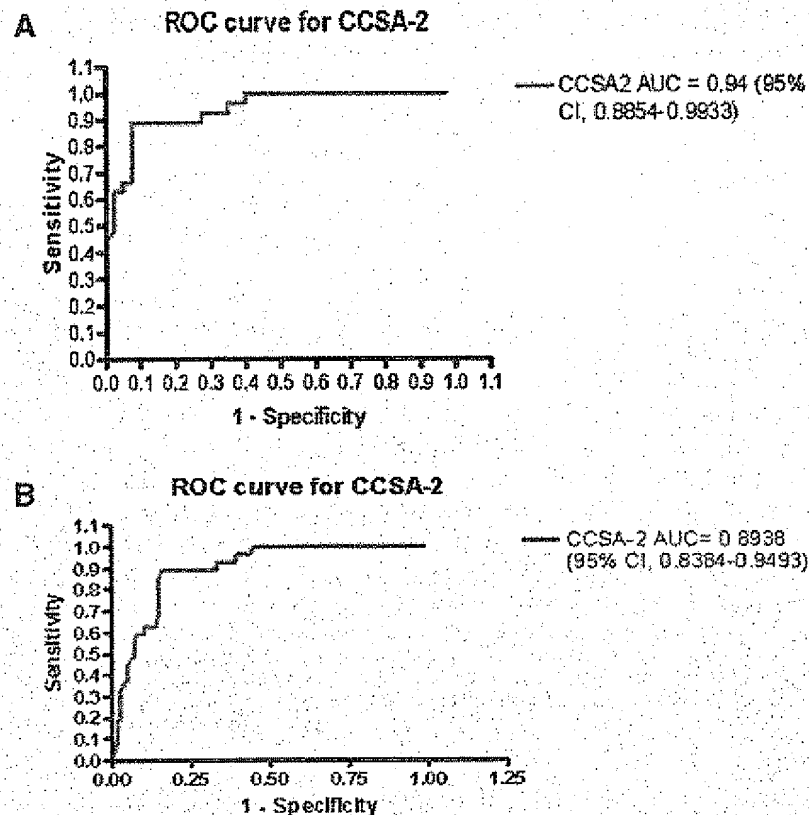 A
ROC curve for CCSA-2
1.1
1.0
0.9
0.8
0.7
0.6
0.5
0.4
0.3
0.2
0.1
0.0
Sensitivity
0.0 0.1 0.2 0.3 0.4 0.5 0.6 0.7 0.8 0.9 1.0 1.1
1 - Specificity
CCSA2 AUC = 0.94 (95%
CI, 0.8854-0.9933)
B
ROC curve for CCSA-2
1.1
1.0
0.9
0.8
0.7
0.6
0.5
0.4
0.3
0.2
0.1
0.0
Sensitivity
0.00 0.25 0.50 0.75 1.00 1.25
1 - Specificity
CCSA-2 AUC= 0.8938
(95% CI, 0.8384-0.9493)